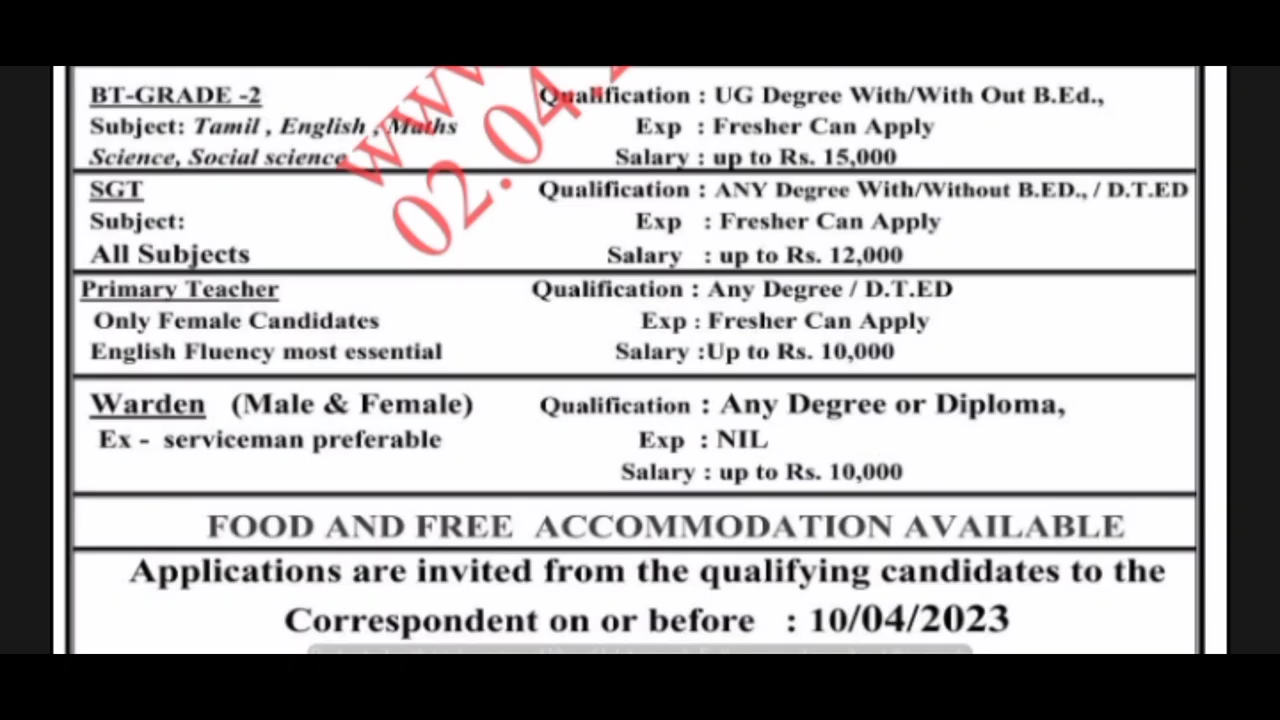 BT-GRADE -2
Qualification : UG Degree With/With Out B.Ed.,
Subject: Tamil , English , Maths
Exp : Fresher Can Apply
Science, Social science
Salary : up to Rs. 15,000
www.
02.04.2
SGT
Qualification : ANY Degree With/Without B.ED., / D.T.ED
Subject:
Exp : Fresher Can Apply
All Subjects
Salary : up to Rs. 12,000
Primary Teacher
Qualification : Any Degree / D.T.ED
Only Female Candidates
Exp : Fresher Can Apply
English Fluency most essential
Salary :Up to Rs. 10,000
Warden (Male & Female)
Qualification : Any Degree or Diploma,
Ex - serviceman preferable
Exp : NIL
Salary : up to Rs. 10,000
FOOD AND FREE ACCOMMODATION AVAILABLE
Applications are invited from the qualifying candidates to the
Correspondent on or before : 10/04/2023